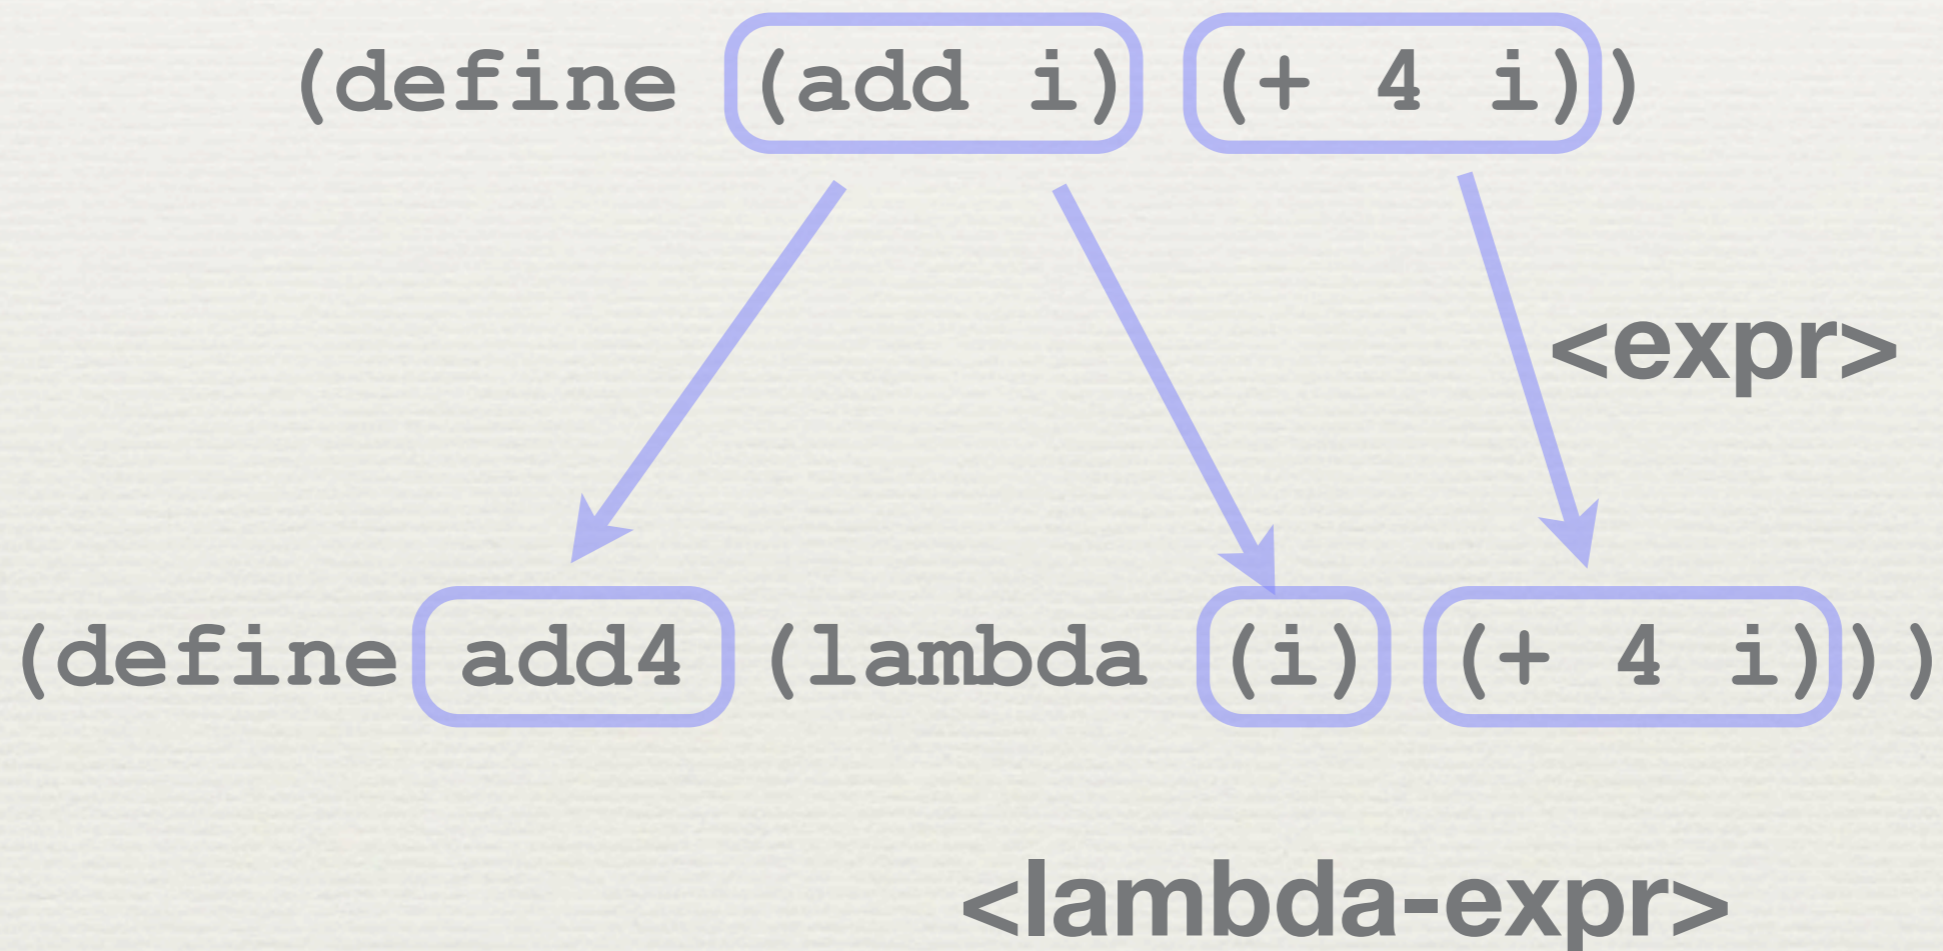 (define (add i) (+ 4 i))
<expr>
(define add4 (lambda (i) (+ 4 i)))
<lambda-expr>